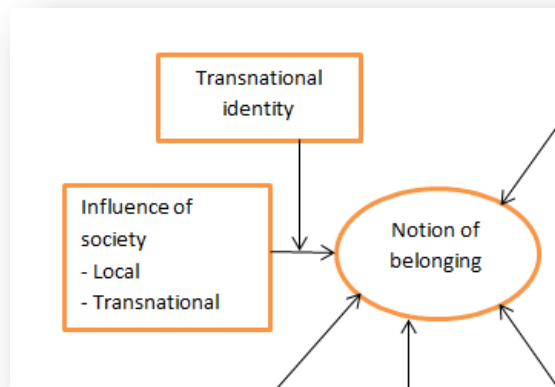 Transnational
identity
Influence of
society
- Local
- Transnational
Notion of
belonging